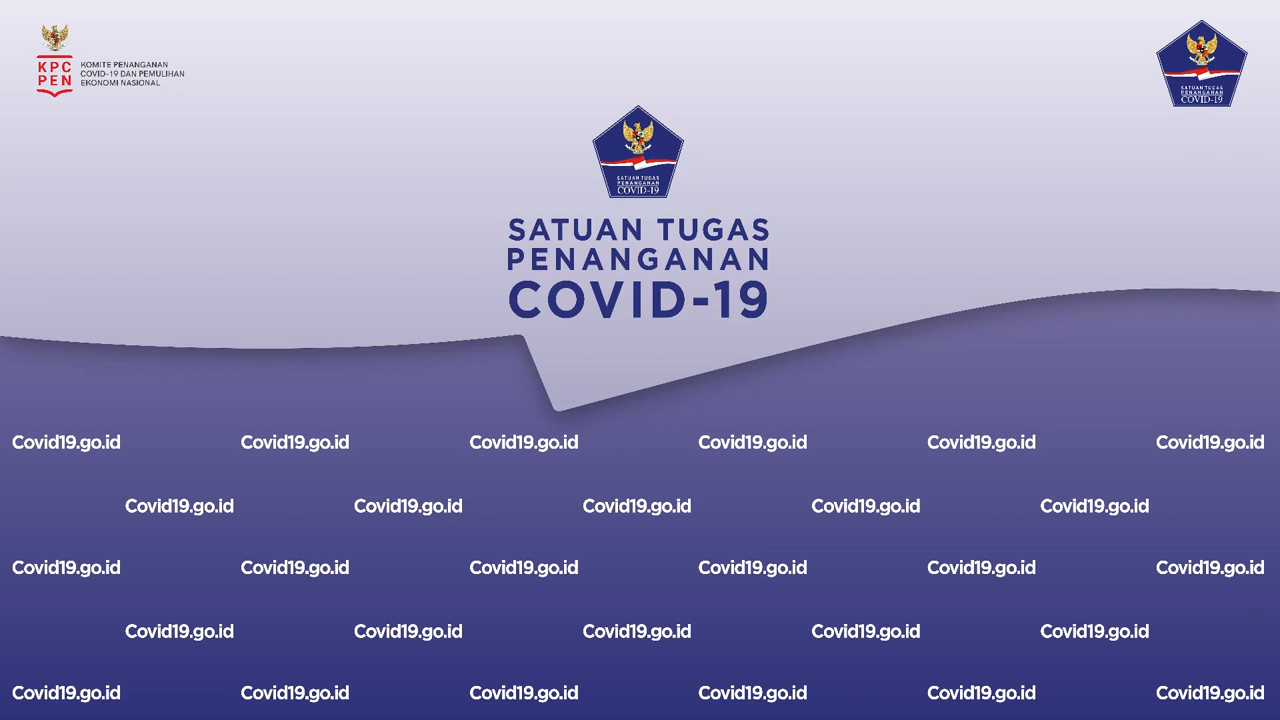 KPC
PEN
KOMITE PENANGANAN
COVID-19 DAN PEMULIHAN
EKONOMI NASIONAL
SATUAN TUGAS
PENANGANAN
COVID-19
SATUAN TUGAS
PENANGANAN
COVID-19
SATUAN TUGAS
PENANGANAN
COVID-19
Covid19.go.id Covid19.go.id Covid19.go.id Covid19.go.id Covid19.go.id Covid19.go.id
Covid19.go.id Covid19.go.id Covid19.go.id Covid19.go.id Covid19.go.id
Covid19.go.id Covid19.go.id Covid19.go.id Covid19.go.id Covid19.go.id Covid19.go.id
Covid19.go.id Covid19.go.id Covid19.go.id Covid19.go.id Covid19.go.id
Covid19.go.id Covid19.go.id Covid19.go.id Covid19.go.id Covid19.go.id Covid19.go.id